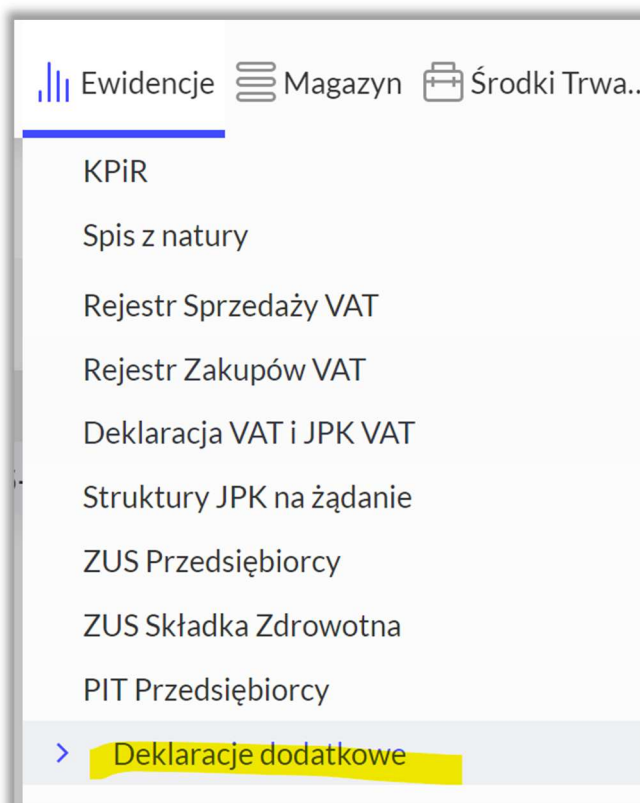 Ewidencje Magazyn Środki Trwa...
KPiR
Spis z natury
Rejestr Sprzedaży VAT
Rejestr Zakupów VAT
Deklaracja VAT i JPK VAT
Struktury JPK na żądanie
ZUS Przedsiębiorcy
ZUS Składka Zdrowotna
PIT Przedsiębiorcy
Deklaracje dodatkowe